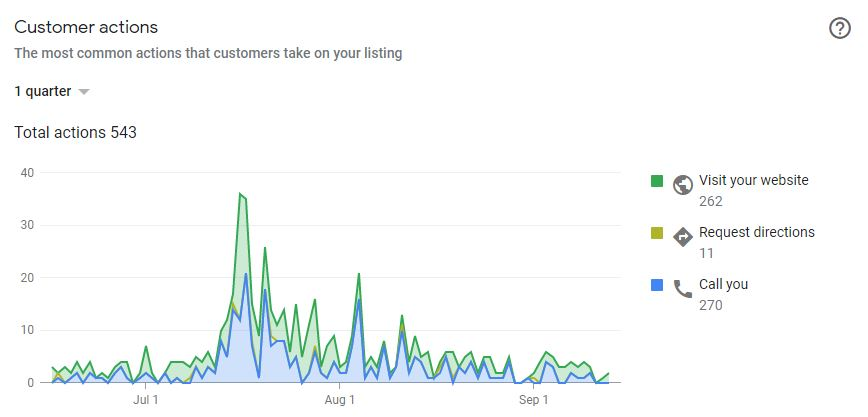 Customer actions
The most common actions that customers take on your listing
1 quarter
Total actions 543
40
30
20
10
0
Jul 1
Aug 1
Sep 1
Visit your website
262
Request directions
11
Call you
270